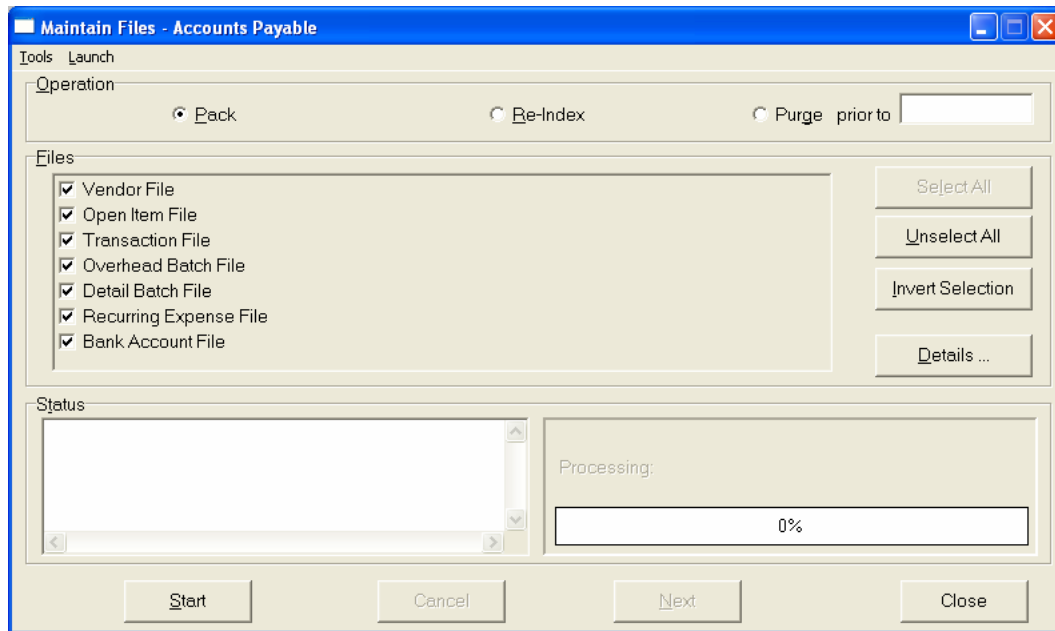 Maintain Files - Accounts Payable
Tools Launch
Operation
Pack Re-Index Purge prior to
Files
Vendor File
Open Item File
Transaction File
Overhead Batch File
Detail Batch File
Recurring Expense File
Bank Account File
Select All
Unselect All
Invert Selection
Details ...
Status
Processing:
0%
Start Cancel Next Close